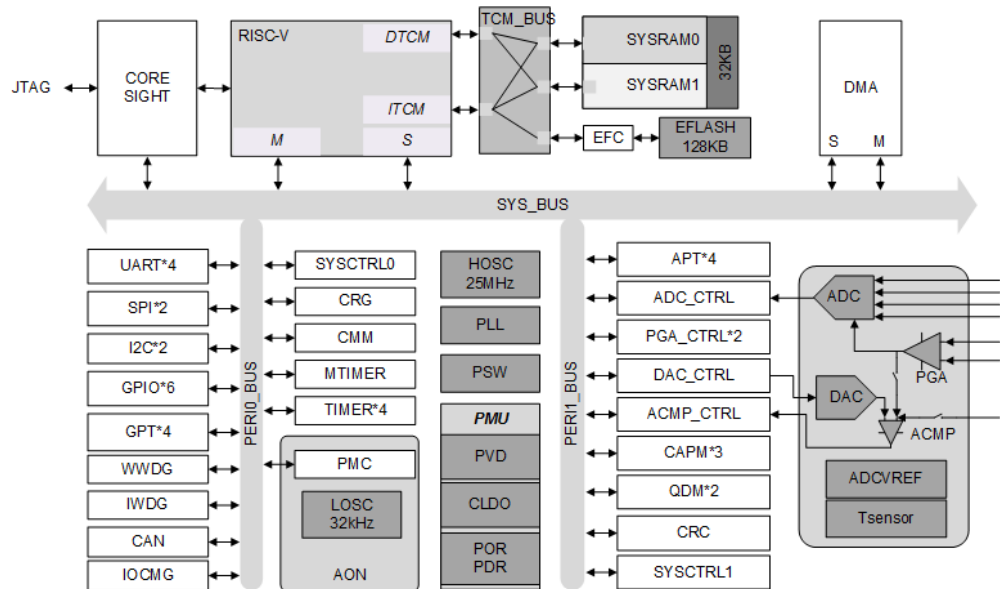 JTAG
CORE
SIGHT
RISC-V
DTCM
ITCM
M
S
TCM_BUS
SYSRAM0
SYSRAM1
32KB
EFC
EFLASH
128KB
DMA
S
M
SYS_BUS
UART*4
SPI*2
I2C*2
GPIO*6
GPT*4
WWDG
IWDG
CAN
IOCMG
PERI0_BUS
SYSCTRL0
CRG
CMM
MTIMER
TIMER*4
PMC
LOSC
32kHz
AON
HOSC
25MHz
PLL
PSW
PMU
PVD
CLDO
POR
PDR
PERI1_BUS
APT*4
ADC_CTRL
PGA_CTRL*2
DAC_CTRL
ACMP_CTRL
CAPM*3
QDM*2
CRC
SYSCTRL1
ADC
PGA
DAC
ACMP
ADCVREF
Tsensor